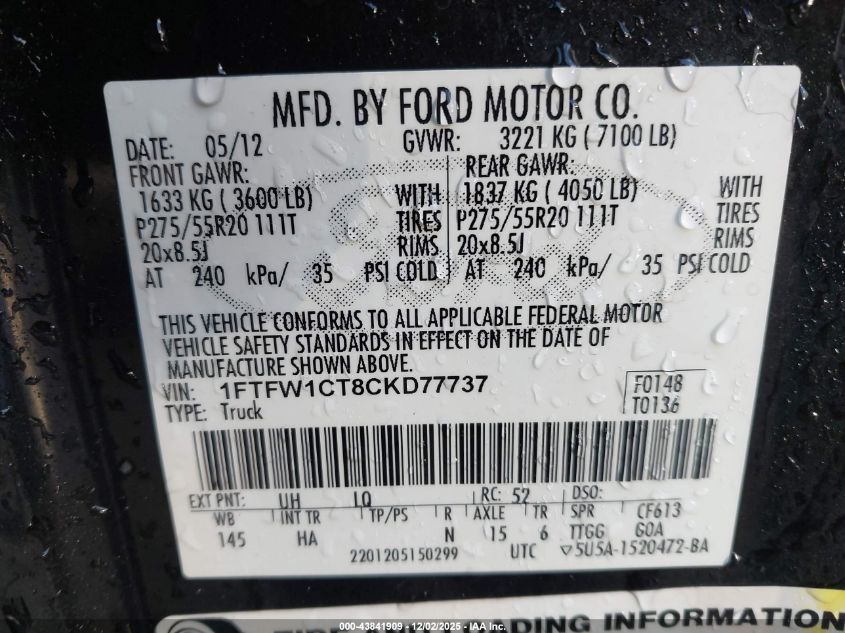 MFD. BY FORD MOTOR CO.
DATE: 05/12 GVWR: 3221 KG ( 7100 LB)
FRONT GAWR: REAR GAWR:
1633 KG ( 3600 LB) WITH 1837 KG ( 4050 LB) WITH
P275/55R20 111T TIRES P275/55R20 111T TIRES
20x8.5J RIMS 20x8.5J RIMS
AT 240 kPa/ 35 PSI COLD AT 240 kPa/ 35 PSI COLD
THIS VEHICLE CONFORMS TO ALL APPLICABLE FEDERAL MOTOR
VEHICLE SAFETY STANDARDS IN EFFECT ON THE DATE OF
MANUFACTURE SHOWN ABOVE.
VIN: 1FTFW1CT8CKD77737 F0148
TYPE: Truck T0136
EXT PNT: UH LQ RC: 52 DSO:
WB INT TR TP/PS R AXLE TR SPR CF613
145 HA N 15 6 TTGG GOA
2201205150299 UTC ▽5U5A-1520472-BA
000-43841909 - 12/02/2025 - IAA Inc.
INFORMATION